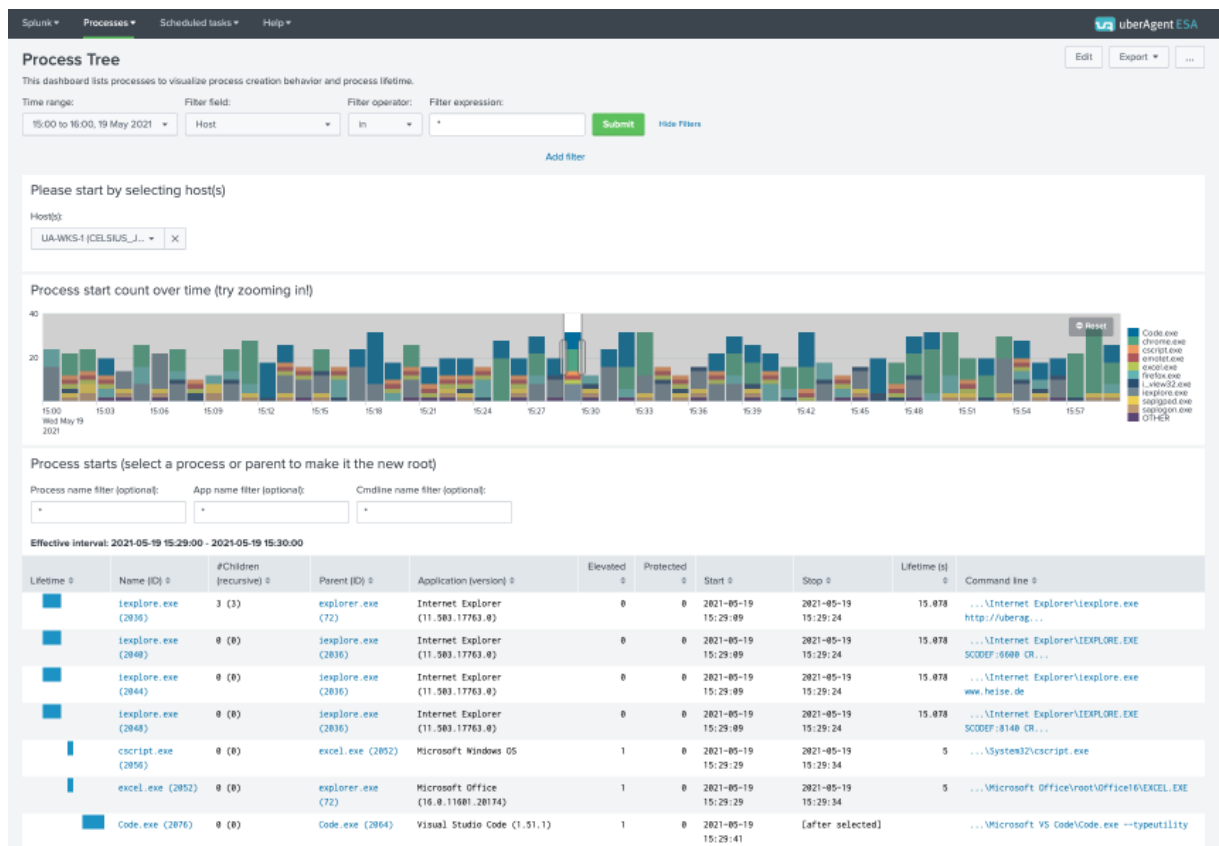 Splunk Processes Scheduled tasks Help uberAgent ESA
Process Tree Edit Export ...
This dashboard lists processes to visualize process creation behavior and process lifetime.
Time range: Filter field: Filter operator: Filter expression:
15:00 to 16:00, 19 May 2021 Host In * Submit Hide Filters
Add filter
Please start by selecting host(s)
Host(s):
UA-WKS-1 (CELSIUS_J...
Process start count over time (try zooming in!)
40
Reset
20
Code.exe
chrome.exe
cscript.exe
emotet.exe
excel.exe
firefox.exe
i_view32.exe
iexplore.exe
saplgpad.exe
saplogon.exe
OTHER
15:00 15:03 15:06 15:09 15:12 15:15 15:18 15:21 15:24 15:27 15:30 15:33 15:36 15:39 15:42 15:45 15:48 15:51 15:54 15:57
Wed May 19
2021
Process starts (select a process or parent to make it the new root)
Process name filter (optional): App name filter (optional): Cmdline name filter (optional):
* * *
Effective interval: 2021-05-19 15:29:00 - 2021-05-19 15:30:00
#Children
Lifetime Name (ID) (recursive) Parent (ID) Application (version) Elevated Protected Start Stop Lifetime (s) Command line
iexplore.exe 3 (3) explorer.exe Internet Explorer 0 0 2021-05-19 2021-05-19 15.078 ...\Internet Explorer\iexplore.exe
(2036) (72) (11.503.17763.0) 15:29:09 15:29:24 http://uberag...
iexplore.exe 0 (0) iexplore.exe Internet Explorer 0 0 2021-05-19 2021-05-19 15.078 ...\Internet Explorer\IEXPLORE.EXE
(2040) (2036) (11.503.17763.0) 15:29:09 15:29:24 SCODEF:6600 CR...
iexplore.exe 0 (0) iexplore.exe Internet Explorer 0 0 2021-05-19 2021-05-19 15.078 ...\Internet Explorer\iexplore.exe
(2044) (2036) (11.503.17763.0) 15:29:09 15:29:24 www.heise.de
iexplore.exe 0 (0) iexplore.exe Internet Explorer 0 0 2021-05-19 2021-05-19 15.078 ...\Internet Explorer\IEXPLORE.EXE
(2048) (2036) (11.503.17763.0) 15:29:09 15:29:24 SCODEF:8140 CR...
cscript.exe 0 (0) excel.exe (2052) Microsoft Windows OS 1 0 2021-05-19 2021-05-19 5 ...\System32\cscript.exe
(2056) 15:29:29 15:29:34
excel.exe (2052) 0 (0) explorer.exe Microsoft Office 1 0 2021-05-19 2021-05-19 5 ...\Microsoft Office\root\Office16\EXCEL.EXE
(72) (16.0.11601.20174) 15:29:29 15:29:34
Code.exe (2076) 0 (0) Code.exe (2064) Visual Studio Code (1.51.1) 1 0 2021-05-19 [after selected] ...\Microsoft VS Code\Code.exe --typeutility
15:29:41